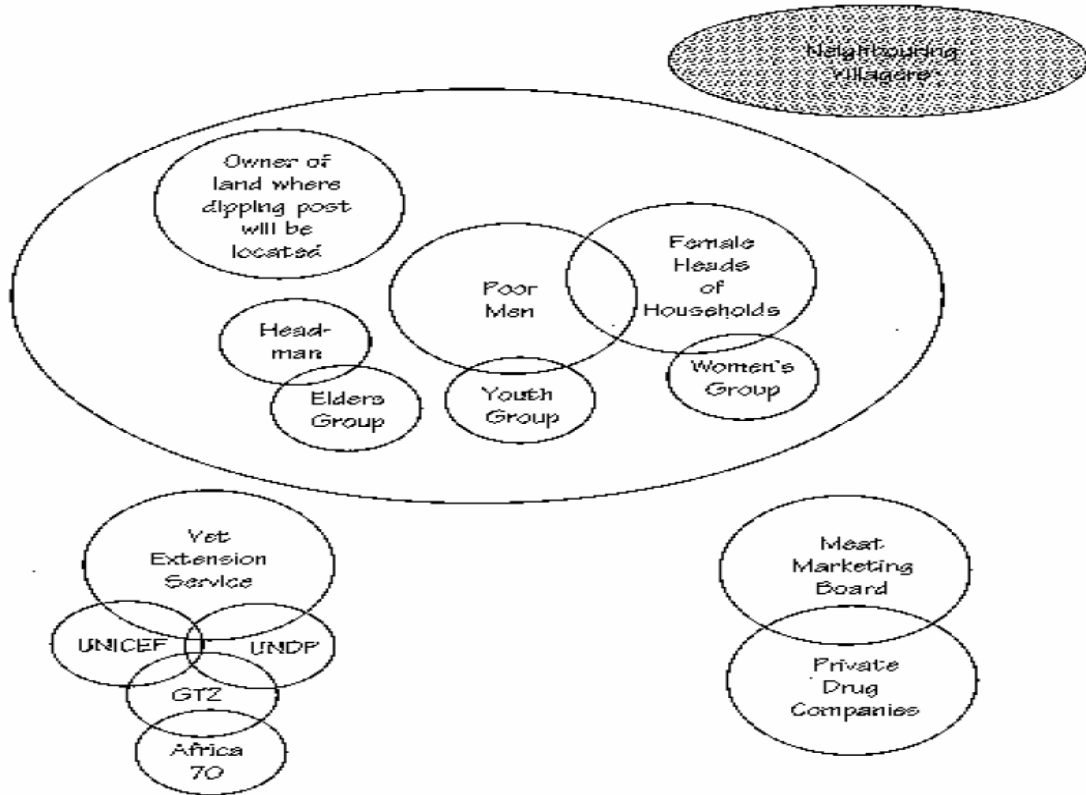 Neighbouring
Villagers
Owner of
land where
dipping post
will be
located
Poor
Men
Female
Heads
of
Households
Head-
man
Elders
Group
Youth
Group
Women's
Group
Vet
Extension
Service
UNICEF
UNDP
GTZ
Africa
70
Meat
Marketing
Board
Private
Drug
Companies